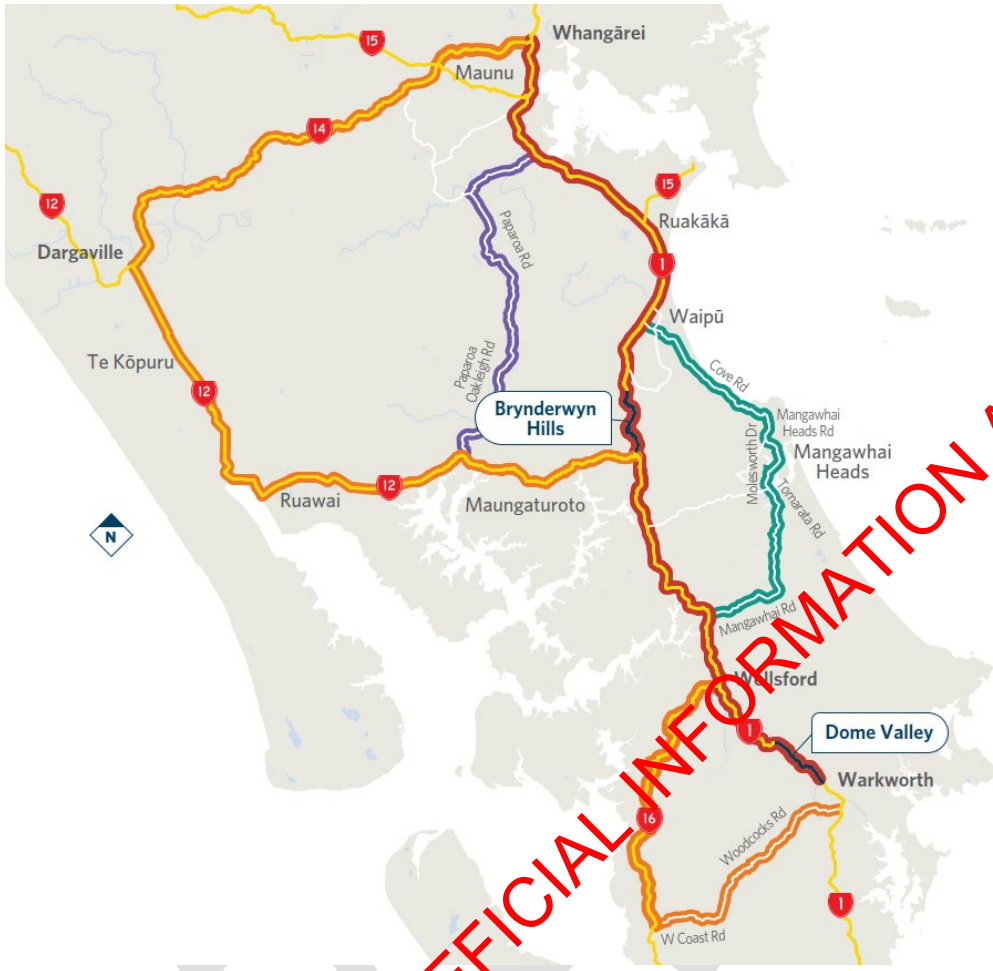 Whangārei
15
Maunu
14
15
12
Ruakākā
Paparoa Rd
Dargaville
1
Waipū
Te Kōpuru
Paparoa
Oakleigh Rd
Cove Rd
12
Brynderwyn
Hills
Mangawhai
Heads Rd
Molesworth Dr
Mangawhai
Heads
12
Ruawai
Maungaturoto
Tomarata Rd
N
Mangawhai Rd
Wellsford
1
Dome Valley
Warkworth
16
Woodcocks Rd
1
W Coast Rd
OFFICIAL INFORMATION A